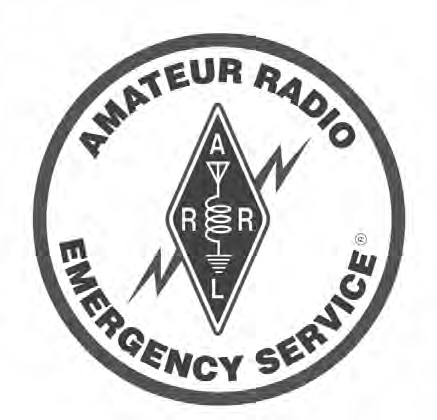 AMATEUR RADIO
A
R R
L
EMERGENCY SERVICE®